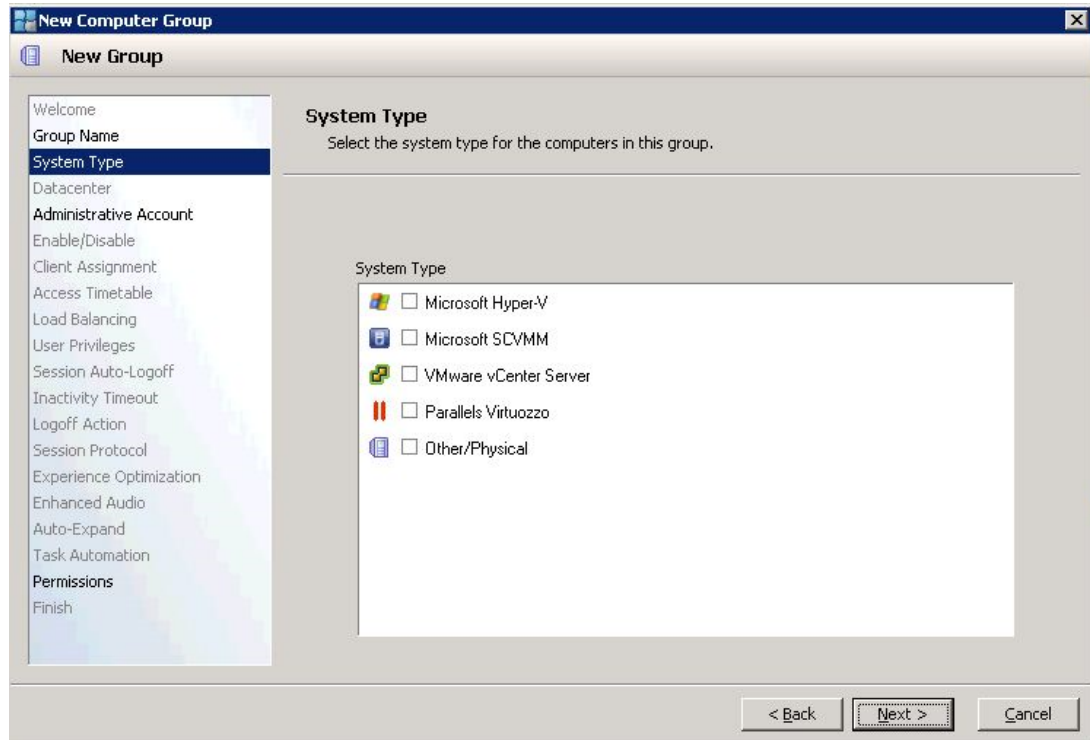 New Computer Group
New Group
Welcome
Group Name
System Type
Datacenter
Administrative Account
Enable/Disable
Client Assignment
Access Timetable
Load Balancing
User Privileges
Session Auto-Logoff
Inactivity Timeout
Logoff Action
Session Protocol
Experience Optimization
Enhanced Audio
Auto-Expand
Task Automation
Permissions
Finish
System Type
Select the system type for the computers in this group.
System Type
Microsoft Hyper-V
Microsoft SCVMM
VMware vCenter Server
Parallels Virtuozzo
Other/Physical
< Back Next > Cancel